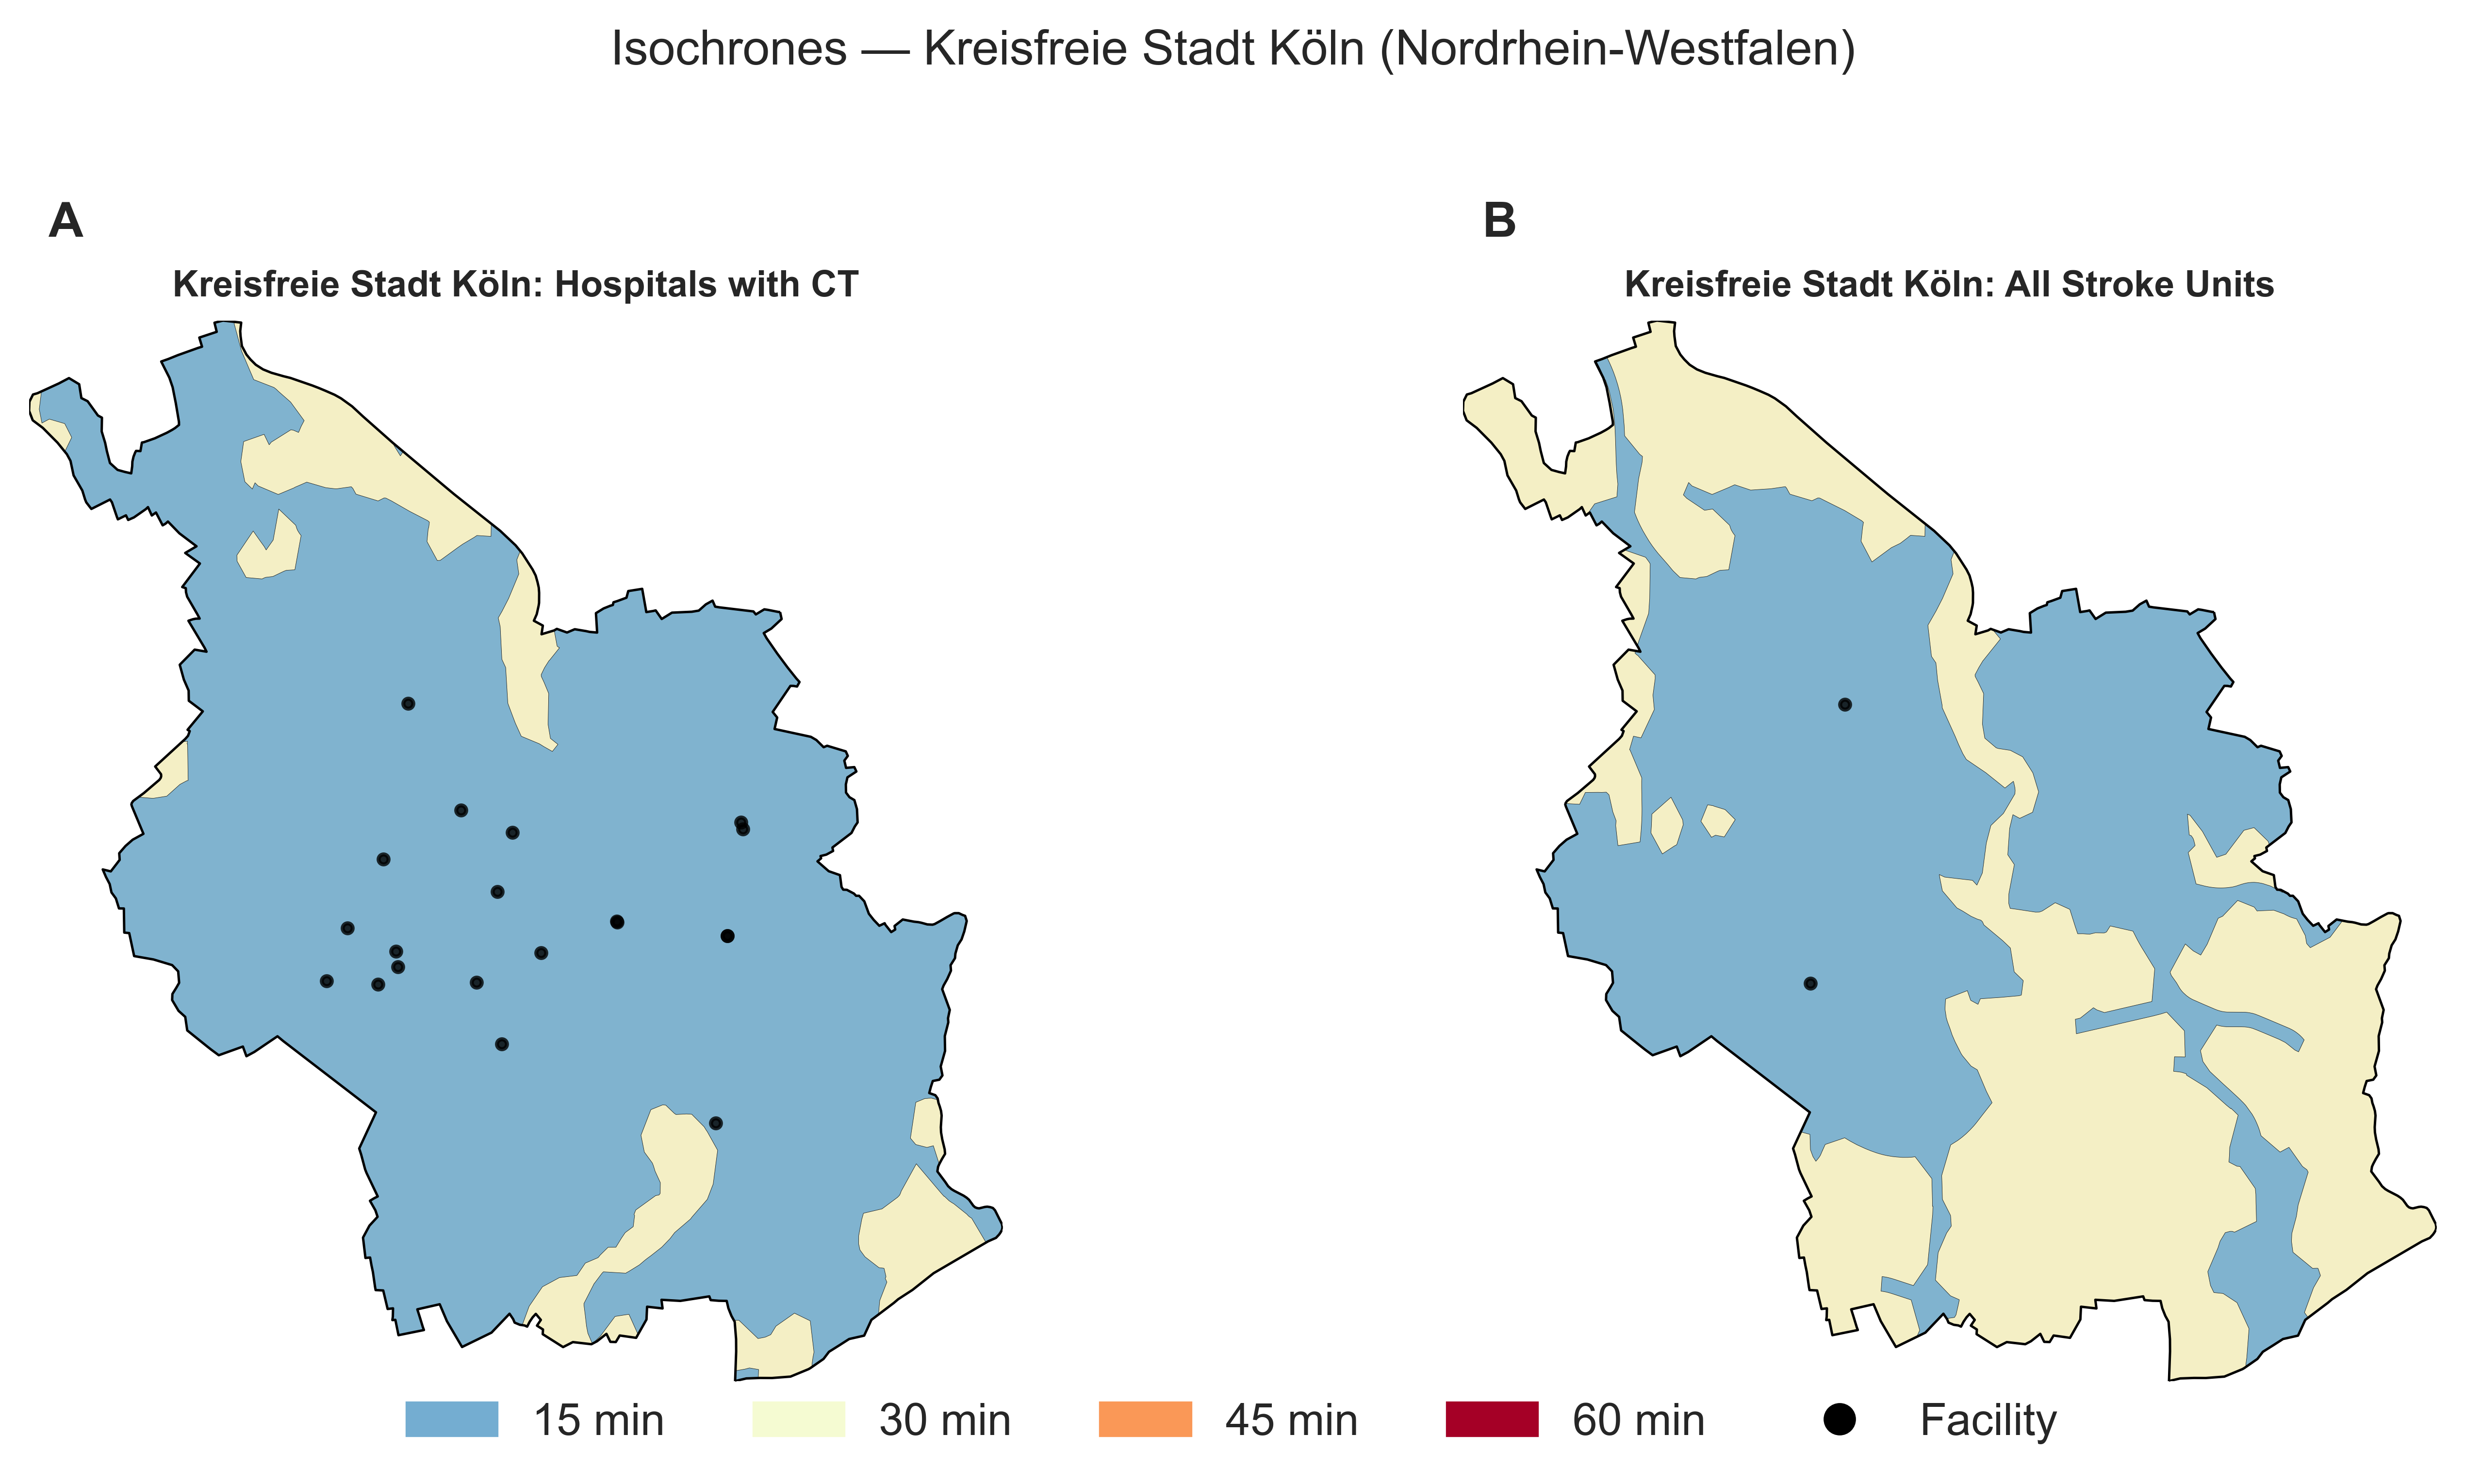 Isochrones — Kreisfreie Stadt Köln (Nordrhein-Westfalen)
A
Kreisfreie Stadt Köln: Hospitals with CT
B
Kreisfreie Stadt Köln: All Stroke Units
15 min
30 min
45 min
60 min
Facility